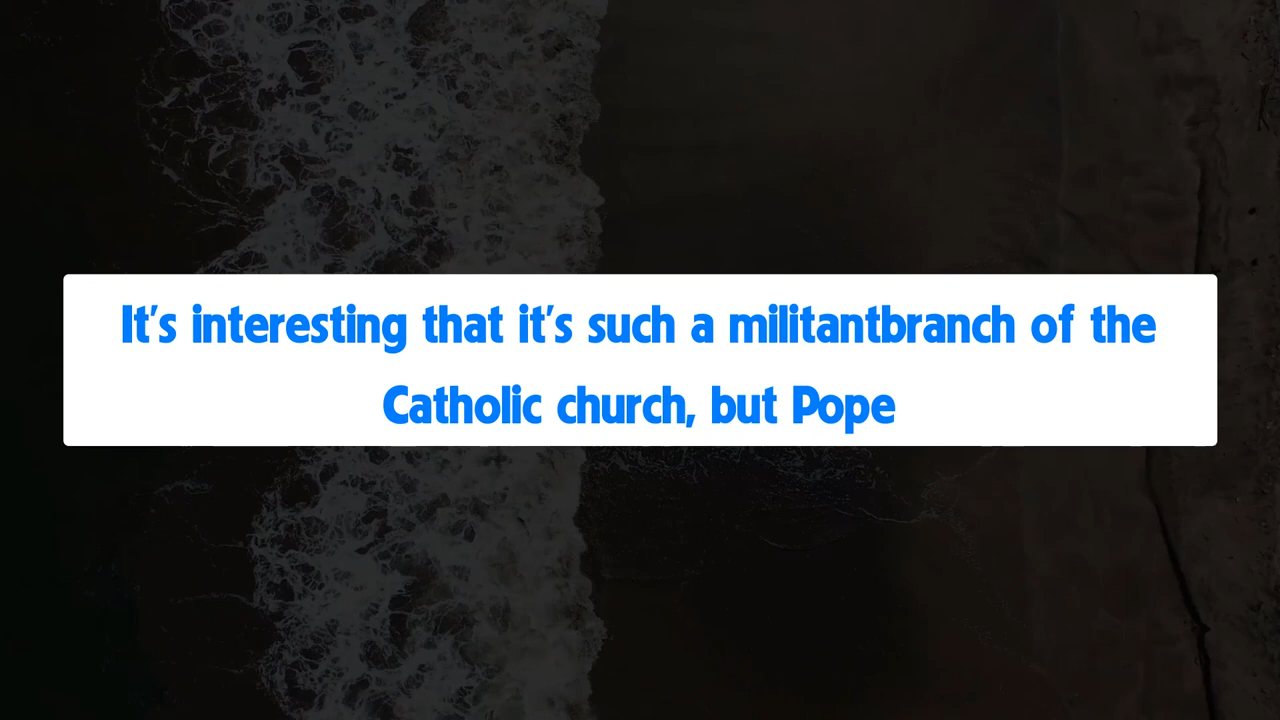 It's interesting that it's such a militantbranch of the
Catholic church, but Pope